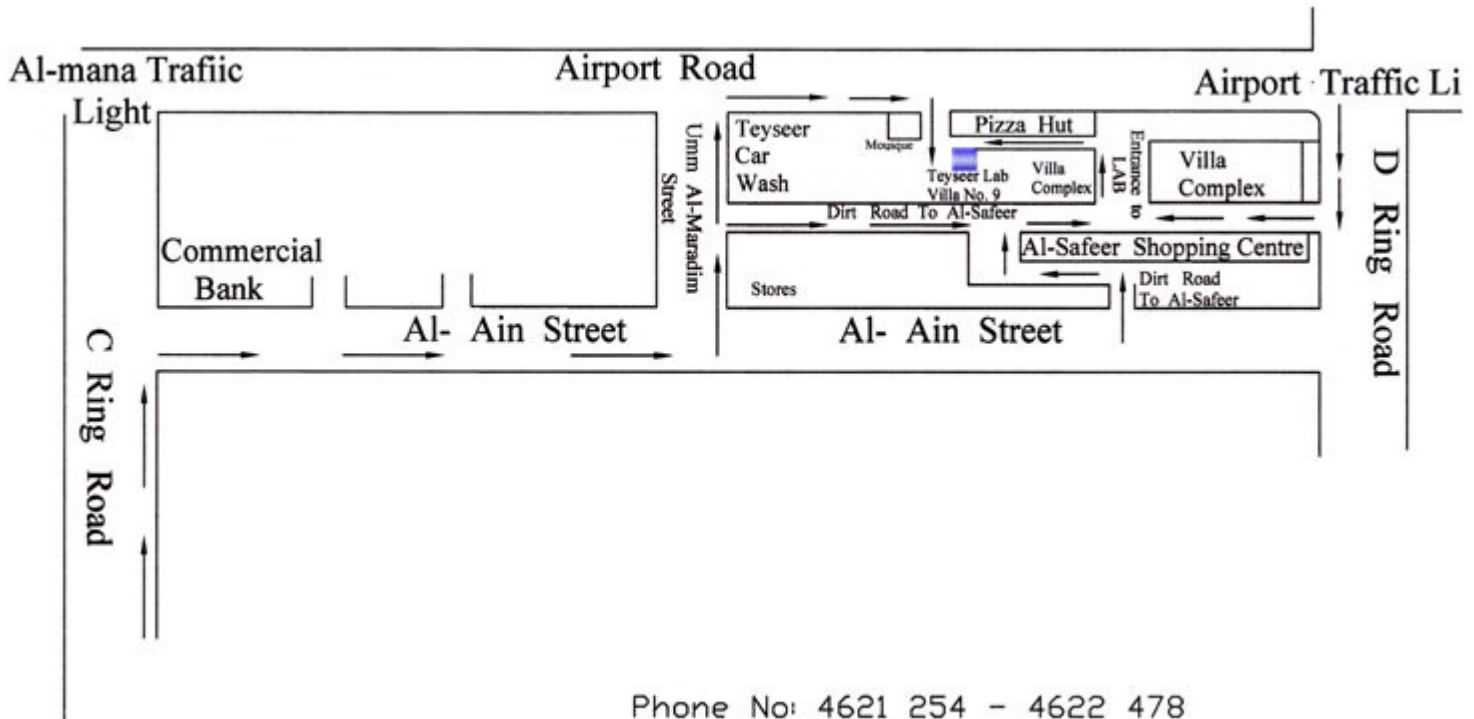 Airport Road
Al-mana Trafiic
Light
Airport Traffic Li
Teyseer
Car
Wash
Mousque
Pizza Hut
Teyseer Lab
Villa No. 9
Villa
Complex
Entrance to
LAB
Villa
Complex
Umm Al-Maradim
Street
Dirt Road To Al-Safeer
Al-Safeer Shopping Centre
Commercial
Bank
Stores
Dirt Road
To Al-Safeer
Al- Ain Street
Al- Ain Street
C Ring Road
D Ring Road
Phone No: 4621 254 - 4622 478